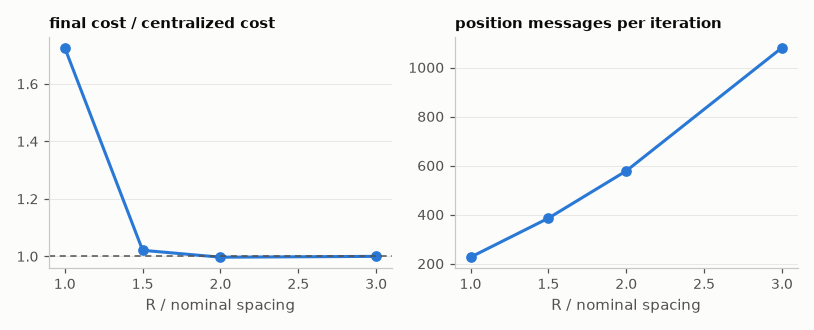 final cost / centralized cost
1.6
1.4
1.2
1.0
1.0 1.5 2.0 2.5 3.0
R / nominal spacing
position messages per iteration
1000
800
600
400
200
1.0 1.5 2.0 2.5 3.0
R / nominal spacing